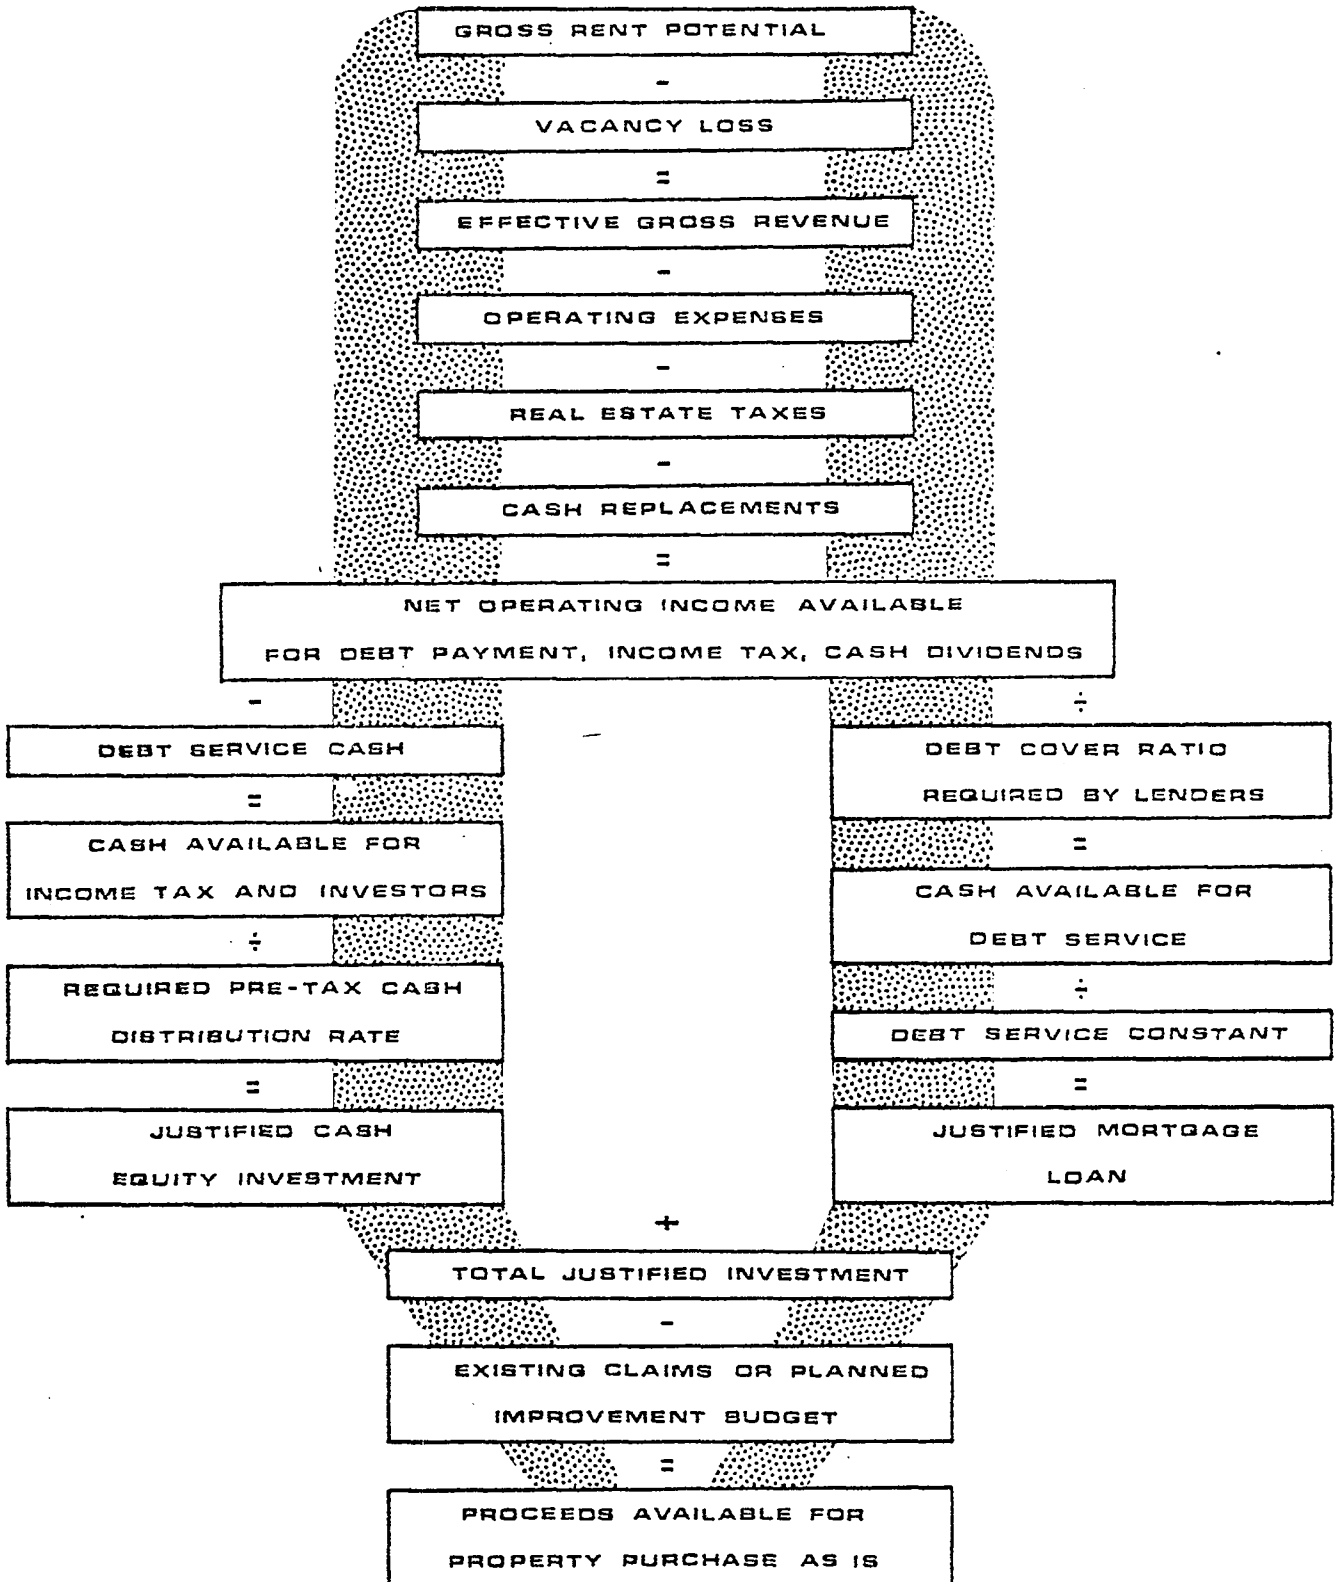 GROSS RENT POTENTIAL
-
VACANCY LOSS
=
EFFECTIVE GROSS REVENUE
-
OPERATING EXPENSES
-
REAL ESTATE TAXES
-
CASH REPLACEMENTS
=
NET OPERATING INCOME AVAILABLE
FOR DEBT PAYMENT, INCOME TAX, CASH DIVIDENDS
-
DEBT SERVICE CASH
=
CASH AVAILABLE FOR
INCOME TAX AND INVESTORS
÷
REQUIRED PRE-TAX CASH
DISTRIBUTION RATE
=
JUSTIFIED CASH
EQUITY INVESTMENT
÷
DEBT COVER RATIO
REQUIRED BY LENDERS
=
CASH AVAILABLE FOR
DEBT SERVICE
÷
DEBT SERVICE CONSTANT
=
JUSTIFIED MORTGAGE
LOAN
+
TOTAL JUSTIFIED INVESTMENT
-
EXISTING CLAIMS OR PLANNED
IMPROVEMENT BUDGET
=
PROCEEDS AVAILABLE FOR
PROPERTY PURCHASE AS IS